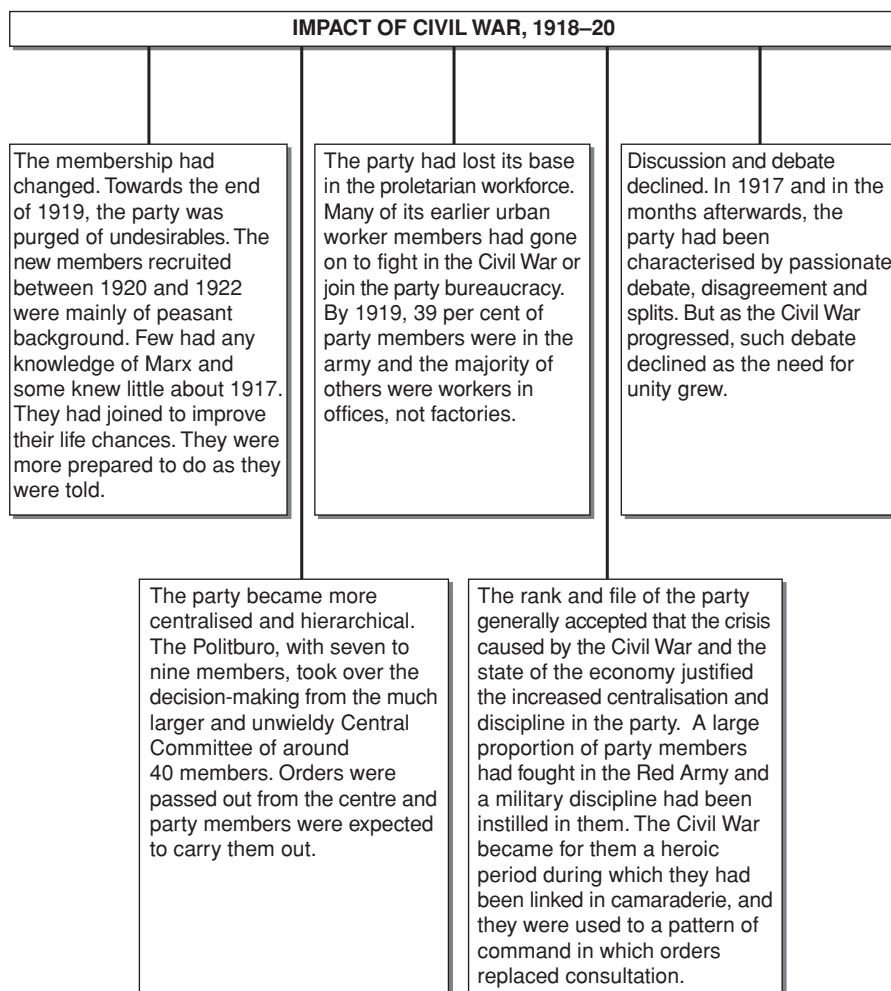 IMPACT OF CIVIL WAR, 1918–20
The membership had
changed. Towards the end
of 1919, the party was
purged of undesirables. The
new members recruited
between 1920 and 1922
were mainly of peasant
background. Few had any
knowledge of Marx and
some knew little about 1917.
They had joined to improve
their life chances. They were
more prepared to do as they
were told.
The party had lost its base
in the proletarian workforce.
Many of its earlier urban
worker members had gone
on to fight in the Civil War or
join the party bureaucracy.
By 1919, 39 per cent of
party members were in the
army and the majority of
others were workers in
offices, not factories.
Discussion and debate
declined. In 1917 and in the
months afterwards, the
party had been
characterised by passionate
debate, disagreement and
splits. But as the Civil War
progressed, such debate
declined as the need for
unity grew.
The party became more
centralised and hierarchical.
The Politburo, with seven to
nine members, took over the
decision-making from the much
larger and unwieldy Central
Committee of around
40 members. Orders were
passed out from the centre and
party members were expected
to carry them out.
The rank and file of the party
generally accepted that the crisis
caused by the Civil War and the
state of the economy justified
the increased centralisation and
discipline in the party. A large
proportion of party members
had fought in the Red Army and
a military discipline had been
instilled in them. The Civil War
became for them a heroic
period during which they had
been linked in camaraderie, and
they were used to a pattern of
command in which orders
replaced consultation.